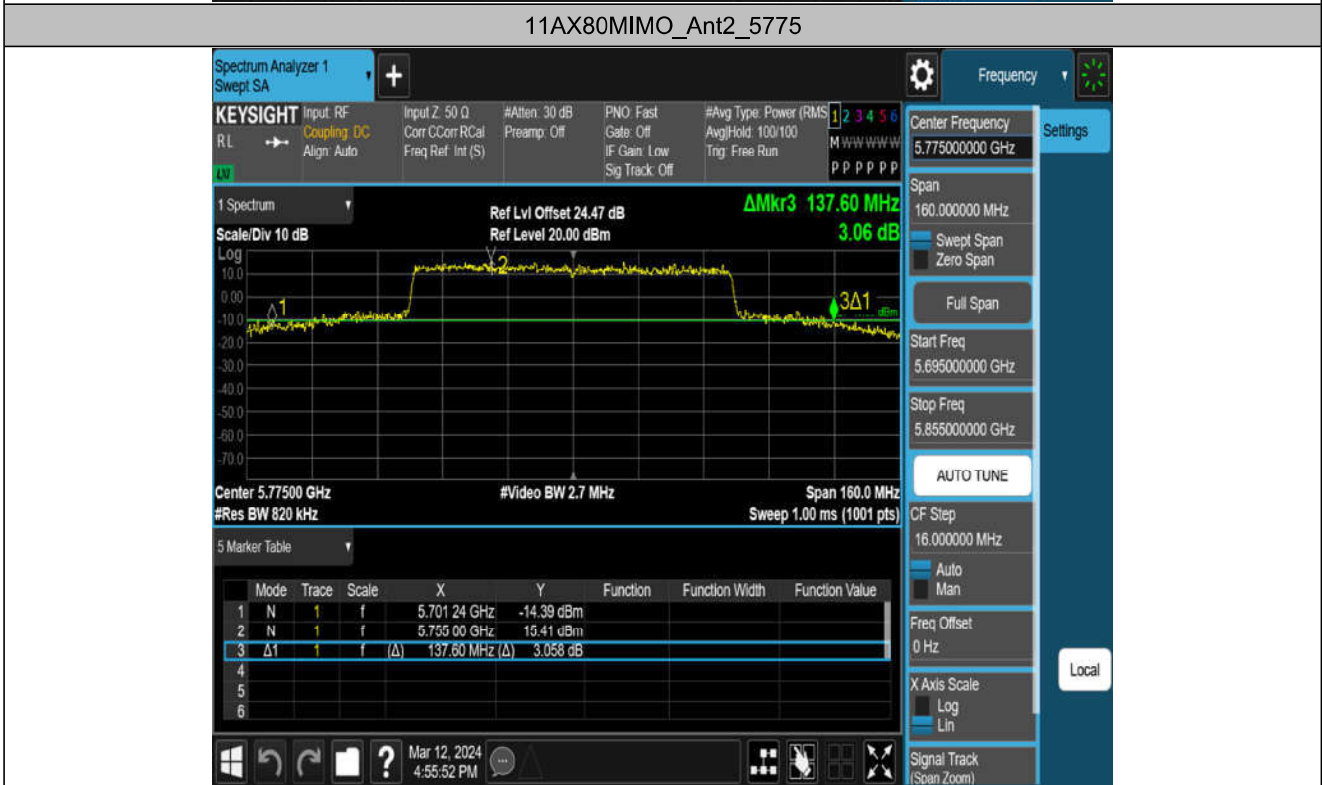 11AX80MIMO_Ant2_5775
Spectrum Analyzer 1
Swept SA
+
Frequency
KEYSIGHT
RL
LXI
Input: RF
Coupling: DC
Align: Auto
Input Z: 50 Ω
Corr CCorr RCal
Freq Ref: Int (S)
#Atten: 30 dB
Preamp: Off
PNO: Fast
Gate: Off
IF Gain: Low
Sig Track: Off
#Avg Type: Power (RMS
Avg|Hold: 100/100
Trig: Free Run
1 2 3 4 5 6
M W W W W W
P P P P P P
1 Spectrum
Scale/Div 10 dB
Ref Lvl Offset 24.47 dB
Ref Level 20.00 dBm
ΔMkr3 137.60 MHz
3.06 dB
Log
10.0
0.00
-10.0
-20.0
-30.0
-40.0
-50.0
-60.0
-70.0
1
2
3Δ1
dBm
Center 5.77500 GHz
#Res BW 820 kHz
#Video BW 2.7 MHz
Span 160.0 MHz
Sweep 1.00 ms (1001 pts)
5 Marker Table
Mode Trace Scale X Y Function Function Width Function Value
1 N 1 f 5.701 24 GHz -14.39 dBm
2 N 1 f 5.755 00 GHz 15.41 dBm
3 Δ1 1 f (Δ) 137.60 MHz (Δ) 3.058 dB
4
5
6
Mar 12, 2024
4:55:52 PM
?
Center Frequency
5.775000000 GHz
Settings
Span
160.000000 MHz
Swept Span
Zero Span
Full Span
Start Freq
5.695000000 GHz
Stop Freq
5.855000000 GHz
AUTO TUNE
CF Step
16.000000 MHz
Auto
Man
Freq Offset
0 Hz
X Axis Scale
Log
Lin
Local
Signal Track
(Span Zoom)